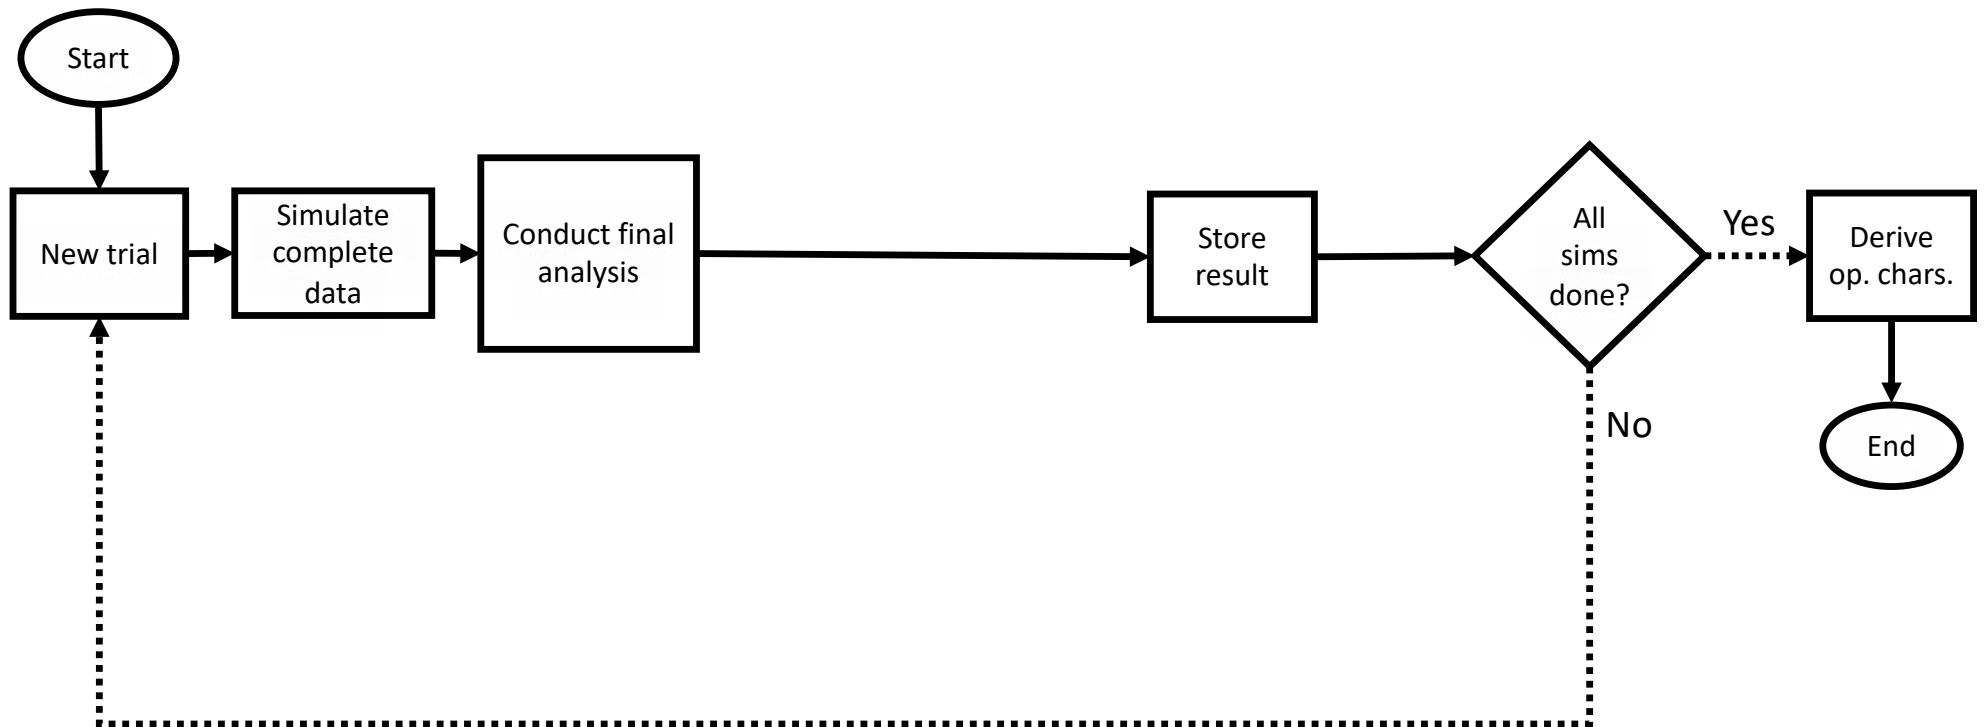 Start
New trial
Simulate
complete
data
Conduct final
analysis
Store
result
All
sims
done?
Yes
Derive
op. chars.
No
End